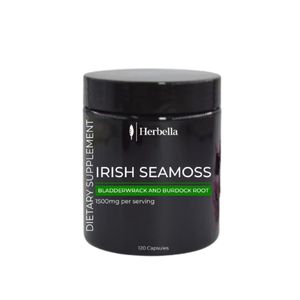 Herbella
DIETARY SUPPLEMENT
IRISH SEAMOSS
BLADDERWRACK AND BURDOCK ROOT
1500mg per serving
120 Capsules